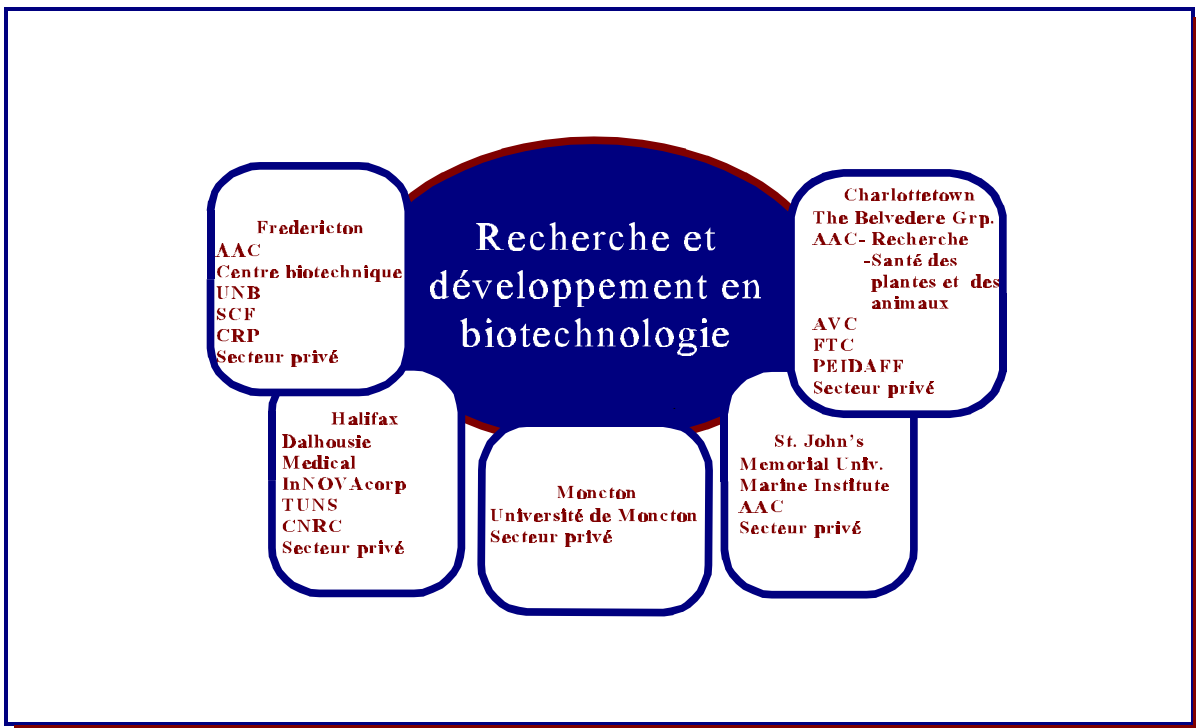 Recherche et
développement en
biotechnologie
Fredericton
AAC
Centre biotechnique
UNB
SCF
CRP
Secteur privé
Halifax
Dalhousie
Medical
InNOVAcorp
TUNS
CNRC
Secteur privé
Moncton
Université de Moncton
Secteur privé
St. John's
Memorial Univ.
Marine Institute
AAC
Secteur privé
Charlottetown
The Belvedere Grp.
AAC- Recherche
-Santé des
plantes et des
animaux
AVC
FTC
PEIDAFF
Secteur privé